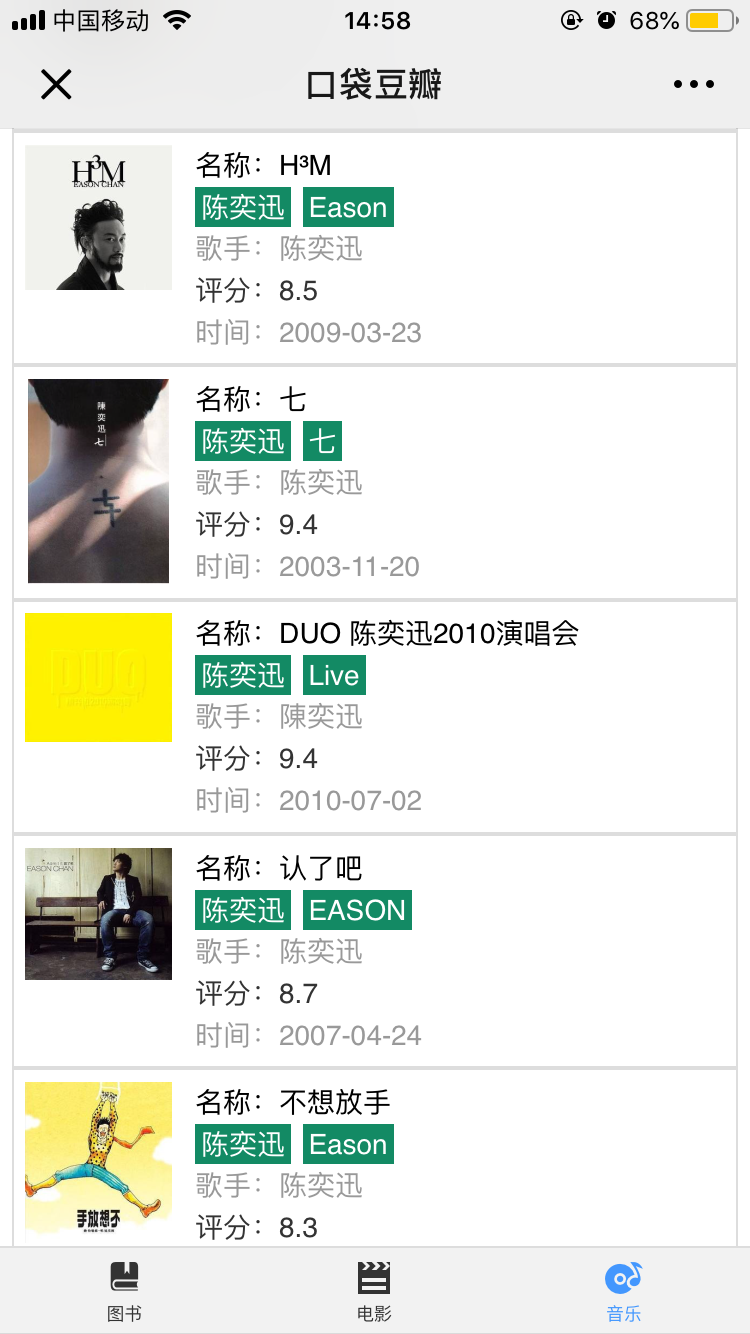 中国移动 14:58 68%
口袋豆瓣
H³M
EASON CHAN
名称：H³M
陈奕迅 Eason
歌手：陈奕迅
评分：8.5
时间：2009-03-23
陳奕迅 七
名称：七
陈奕迅 七
歌手：陈奕迅
评分：9.4
时间：2003-11-20
DUO
名称：DUO 陈奕迅2010演唱会
陈奕迅 Live
歌手：陳奕迅
评分：9.4
时间：2010-07-02
EASON CHAN
名称：认了吧
陈奕迅 EASON
歌手：陈奕迅
评分：8.7
时间：2007-04-24
手放想不
名称：不想放手
陈奕迅 Eason
歌手：陈奕迅
评分：8.3
图书 电影 音乐